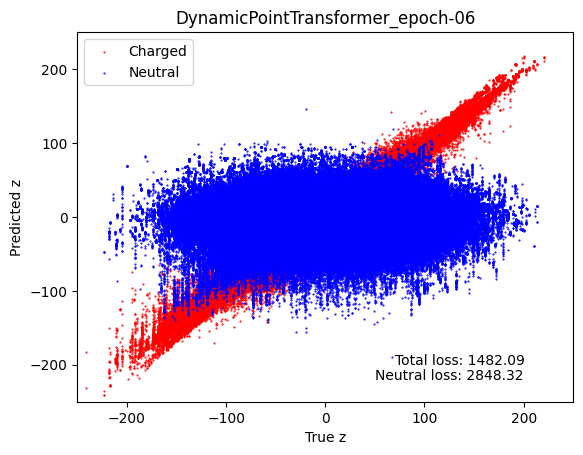 DynamicPointTransformer_epoch-06
Charged
Neutral
200
100
0
−100
−200
Predicted z
Total loss: 1482.09
Neutral loss: 2848.32
−200
−100
0
100
200
True z